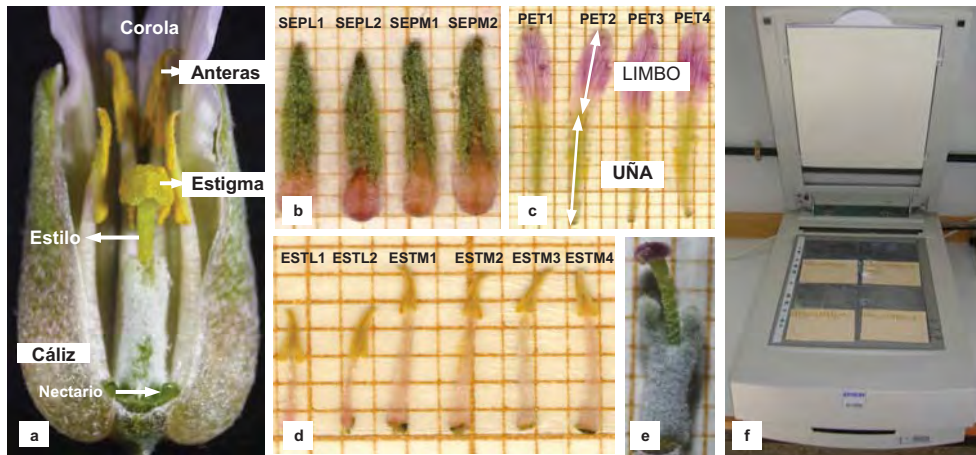 Corola
Anteras
Estigma
Estilo
Cáliz
Nectario
a
SEPL1 SEPL2 SEPM1 SEPM2
b
PET1 PET2 PET3 PET4
LIMBO
UÑA
c
ESTL1 ESTL2 ESTM1 ESTM2 ESTM3 ESTM4
d
e
EPSON
f